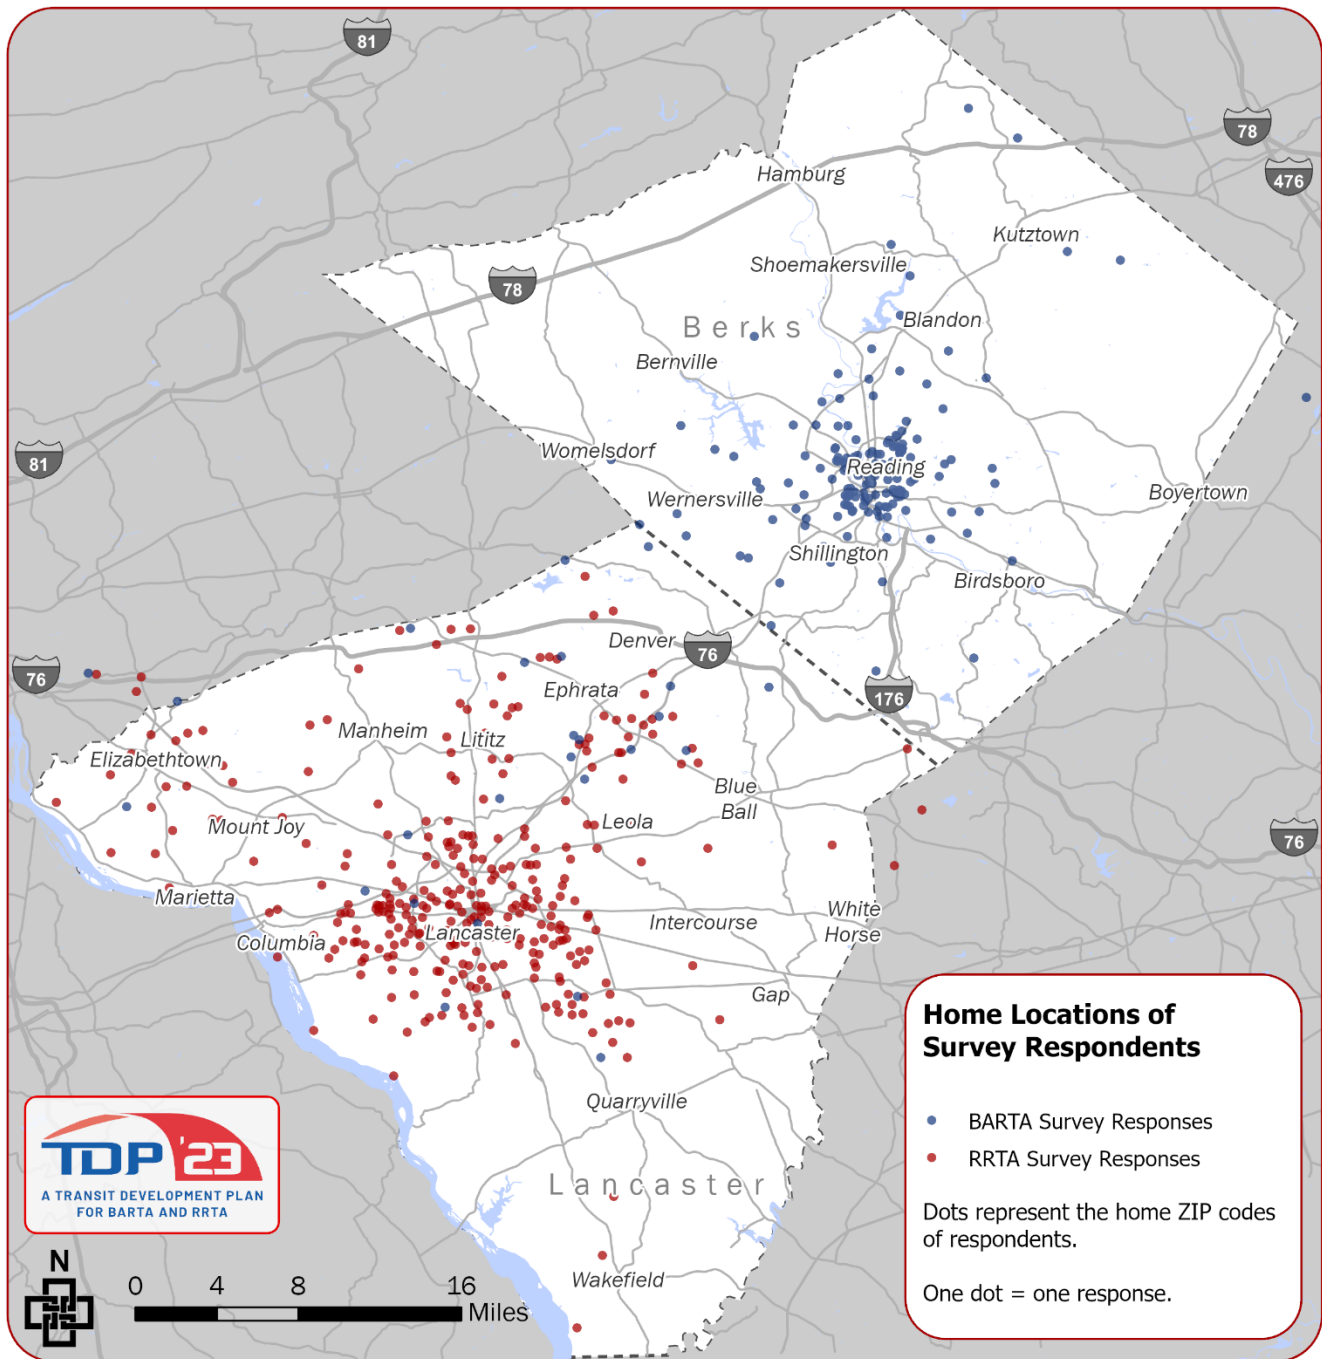 81
78
476
Hamburg
Kutztown
Shoemakersville
78
Berks
Blandon
Bernville
81
Womelsdorf
Reading
Wernersville
Boyertown
Shillington
Birdsboro
Denver
76
76
176
Ephrata
Manheim
Lititz
Elizabethtown
Blue
Ball
Mount Joy
Leola
76
Marietta
Intercourse
White
Horse
Columbia
Lancaster
Gap
Quarryville
Lancaster
Wakefield
Home Locations of
Survey Respondents
BARTA Survey Responses
RRTA Survey Responses
Dots represent the home ZIP codes
of respondents.
One dot = one response.
TDP '23
A TRANSIT DEVELOPMENT PLAN
FOR BARTA AND RRTA
N
0 4 8 16
Miles